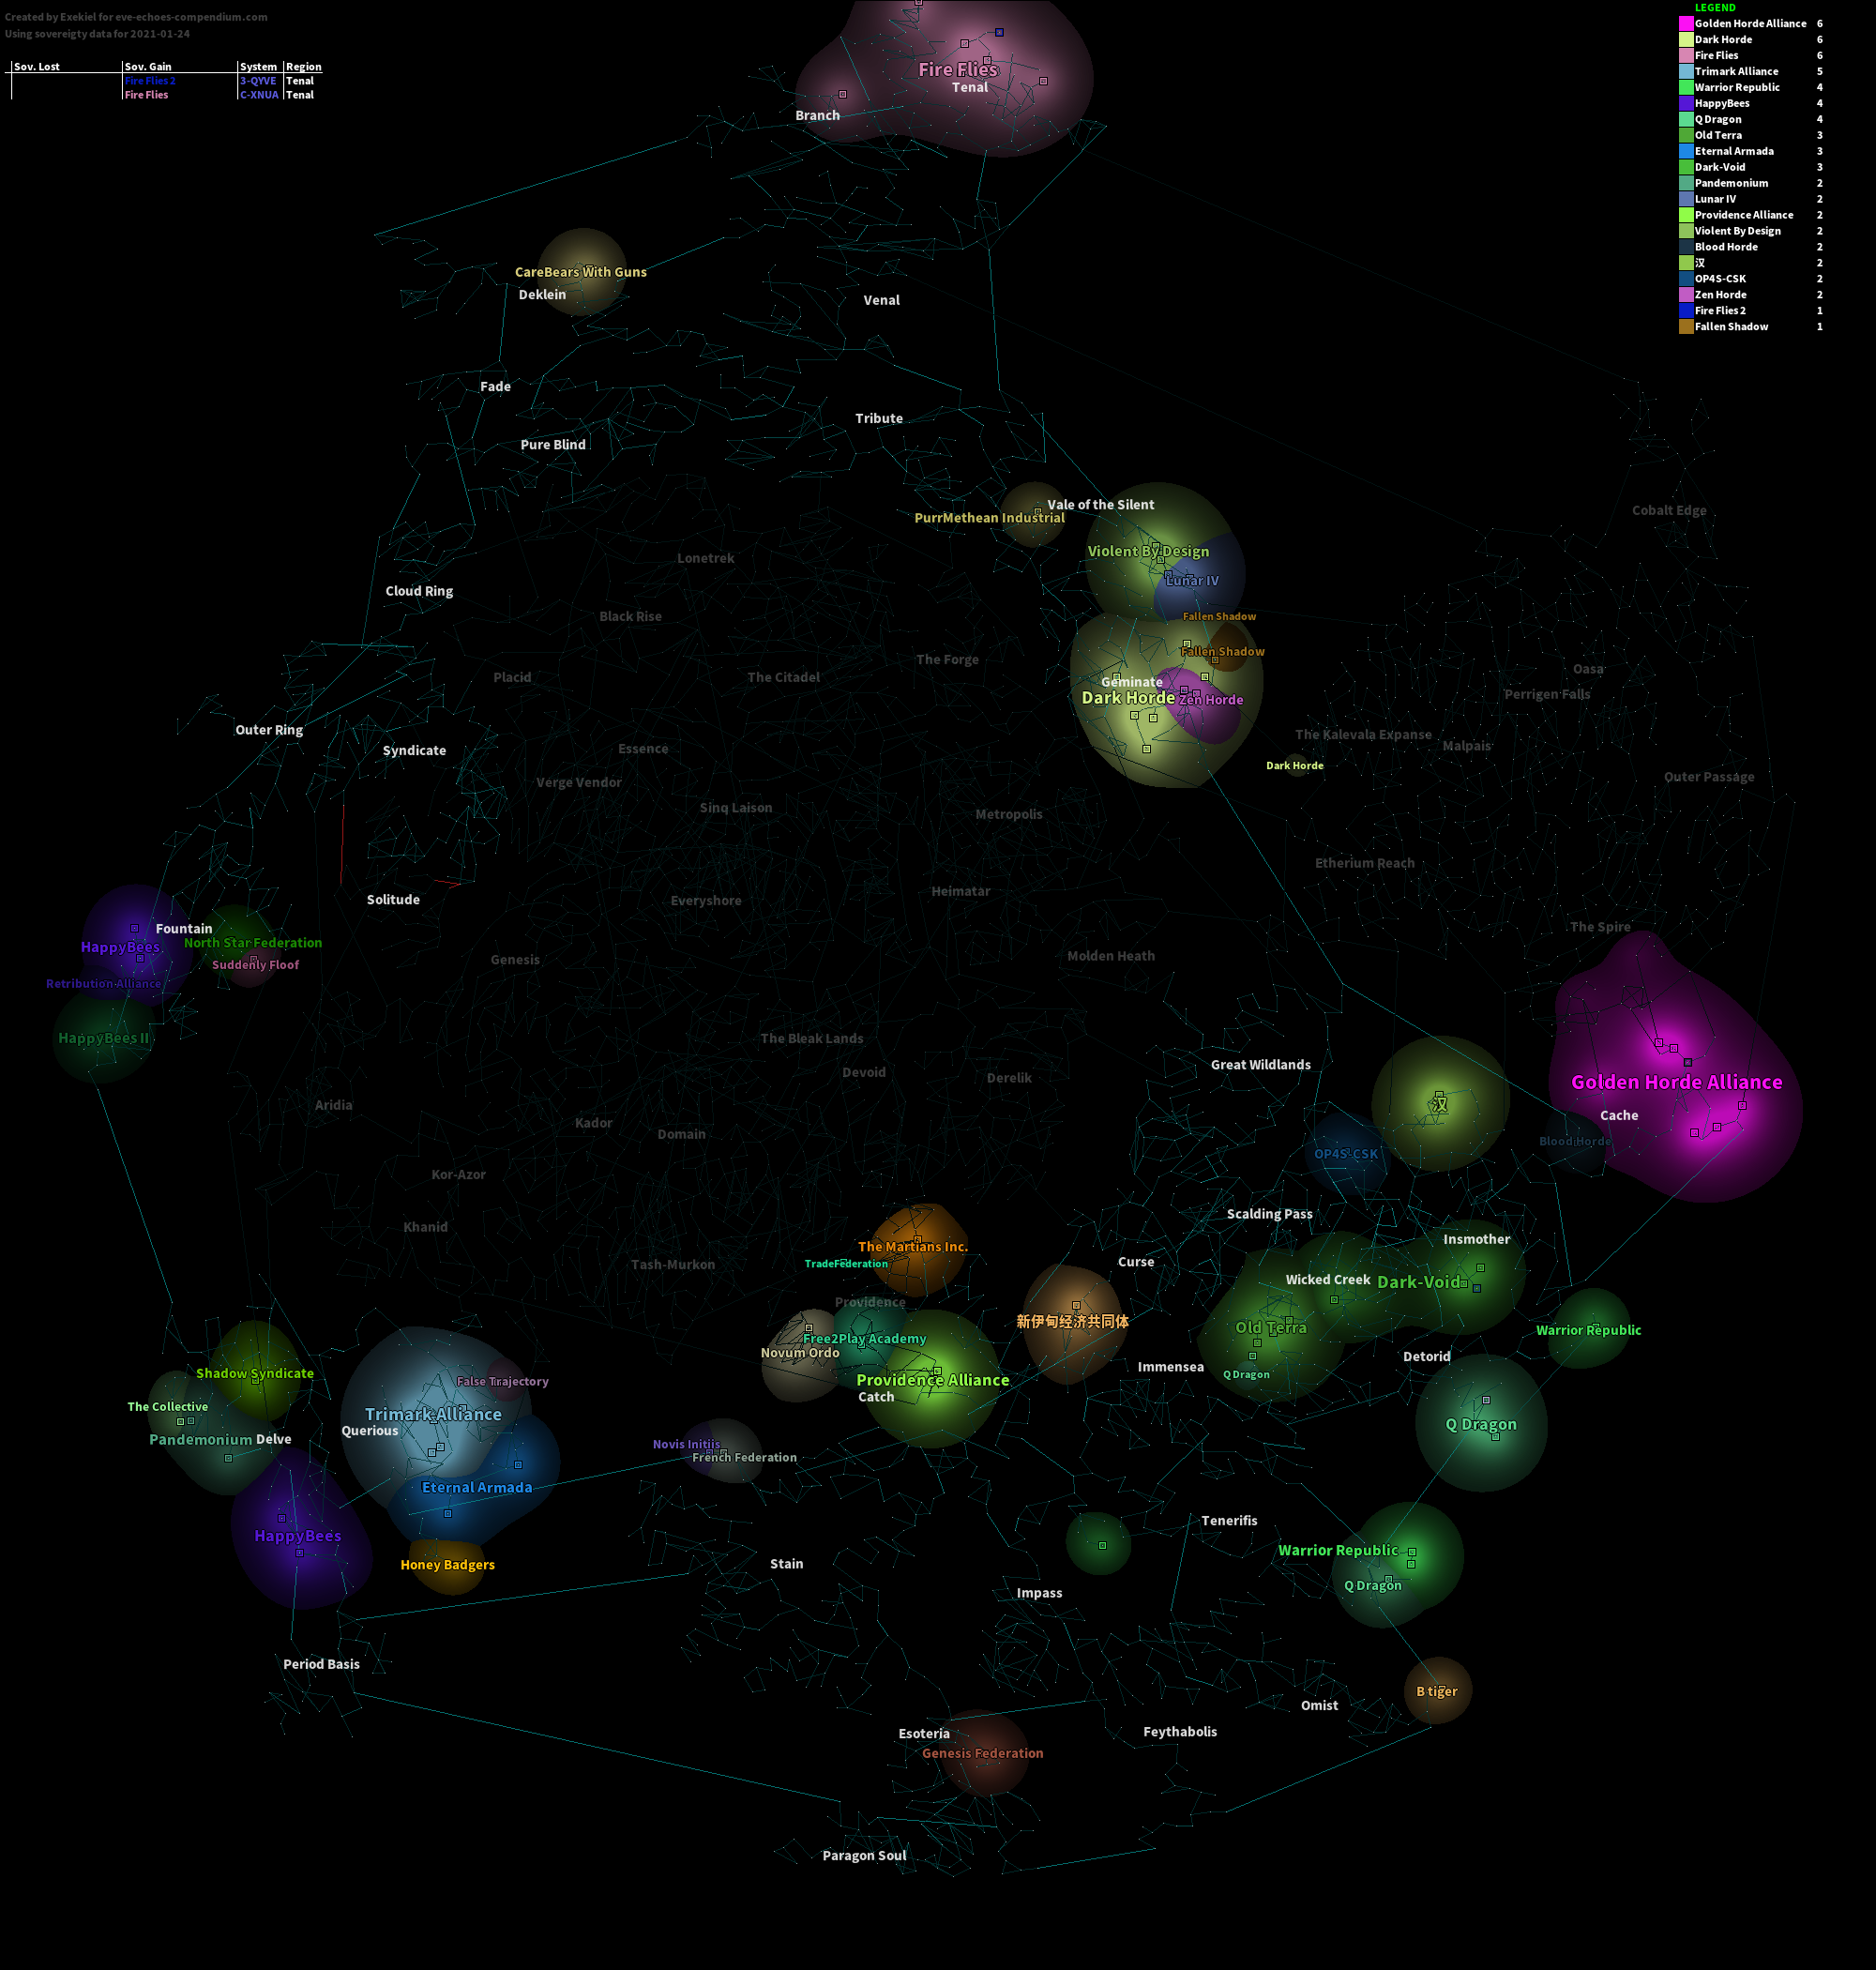 Created by Exekiel for eve-echoes-compendium.com
Using sovereigty data for 2021-01-24
Sov. Lost Sov. Gain System Region
Fire Flies 2 3-QYVE Tenal
Fire Flies C-XNUA Tenal
LEGEND
Golden Horde Alliance 6
Dark Horde 6
Fire Flies 6
Trimark Alliance 5
Warrior Republic 4
HappyBees 4
Q Dragon 4
Old Terra 3
Eternal Armada 3
Dark-Void 3
Pandemonium 2
Lunar IV 2
Providence Alliance 2
Violent By Design 2
Blood Horde 2
汉 2
OP4S-CSK 2
Zen Horde 2
Fire Flies 2 1
Fallen Shadow 1
Fire Flies
Tenal
Branch
CareBears With Guns
Deklein
Venal
Fade
Tribute
Pure Blind
Vale of the Silent
PurrMethean Industrial
Cobalt Edge
Violent By Design
Lonetrek
Lunar IV
Cloud Ring
Black Rise
Fallen Shadow
Fallen Shadow
The Forge
Oasa
Placid
The Citadel
Geminate
Dark Horde
Zen Horde
Perrigen Falls
Outer Ring
Syndicate
Essence
The Kalevala Expanse
Malpais
Dark Horde
Outer Passage
Verge Vendor
Sinq Laison
Metropolis
Etherium Reach
Solitude
Everyshore
Heimatar
Fountain
The Spire
HappyBees
North Star Federation
Suddenly Floof
Genesis
Molden Heath
Retribution Alliance
HappyBees II
The Bleak Lands
Great Wildlands
Devoid
Derelik
Golden Horde Alliance
Aridia
汉
Cache
Kador
Domain
Blood Horde
OP4S-CSK
Kor-Azor
Khanid
Scalding Pass
Insmother
The Martians Inc.
TradeFederation
Tash-Murkon
Curse
Wicked Creek
Dark-Void
Providence
新伊甸经济共同体
Old Terra
Warrior Republic
Free2Play Academy
Novum Ordo
Detorid
Immensea
Q Dragon
Shadow Syndicate
False Trajectory
Providence Alliance
Catch
The Collective
Trimark Alliance
Querious
Q Dragon
Pandemonium
Delve
Novis Initiis
French Federation
Eternal Armada
HappyBees
Tenerifis
Warrior Republic
Honey Badgers
Stain
Q Dragon
Impass
Period Basis
B tiger
Omist
Esoteria
Feythabolis
Genesis Federation
Paragon Soul